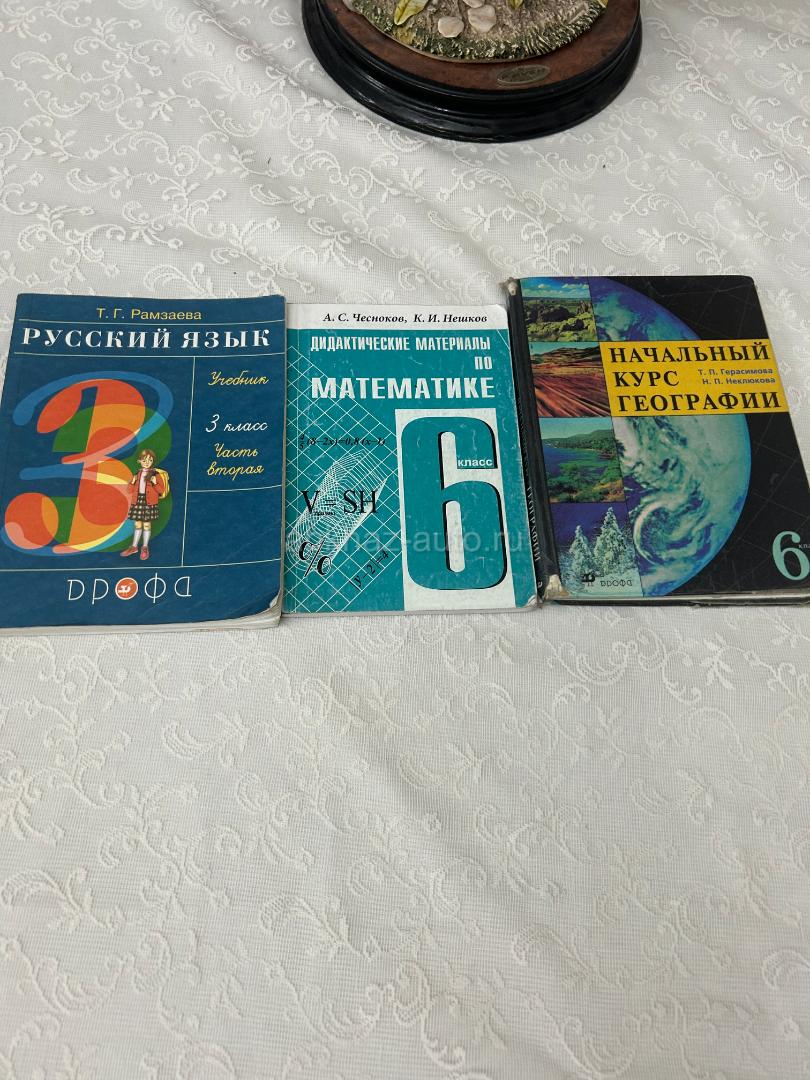 Т. Г. Рамзаева
РУССКИЙ ЯЗЫК
Учебник
3 класс
Часть
вторая
3
ДРОФА
А. С. Чесноков, К. И. Нешков
ДИДАКТИЧЕСКИЕ МАТЕРИАЛЫ
ПО
МАТЕМАТИКЕ
6
класс
V=SH
%
НАЧАЛЬНЫЙ
КУРС
ГЕОГРАФИИ
Т. П. Герасимова
Н. П. Неклюкова
6
ДРОФА